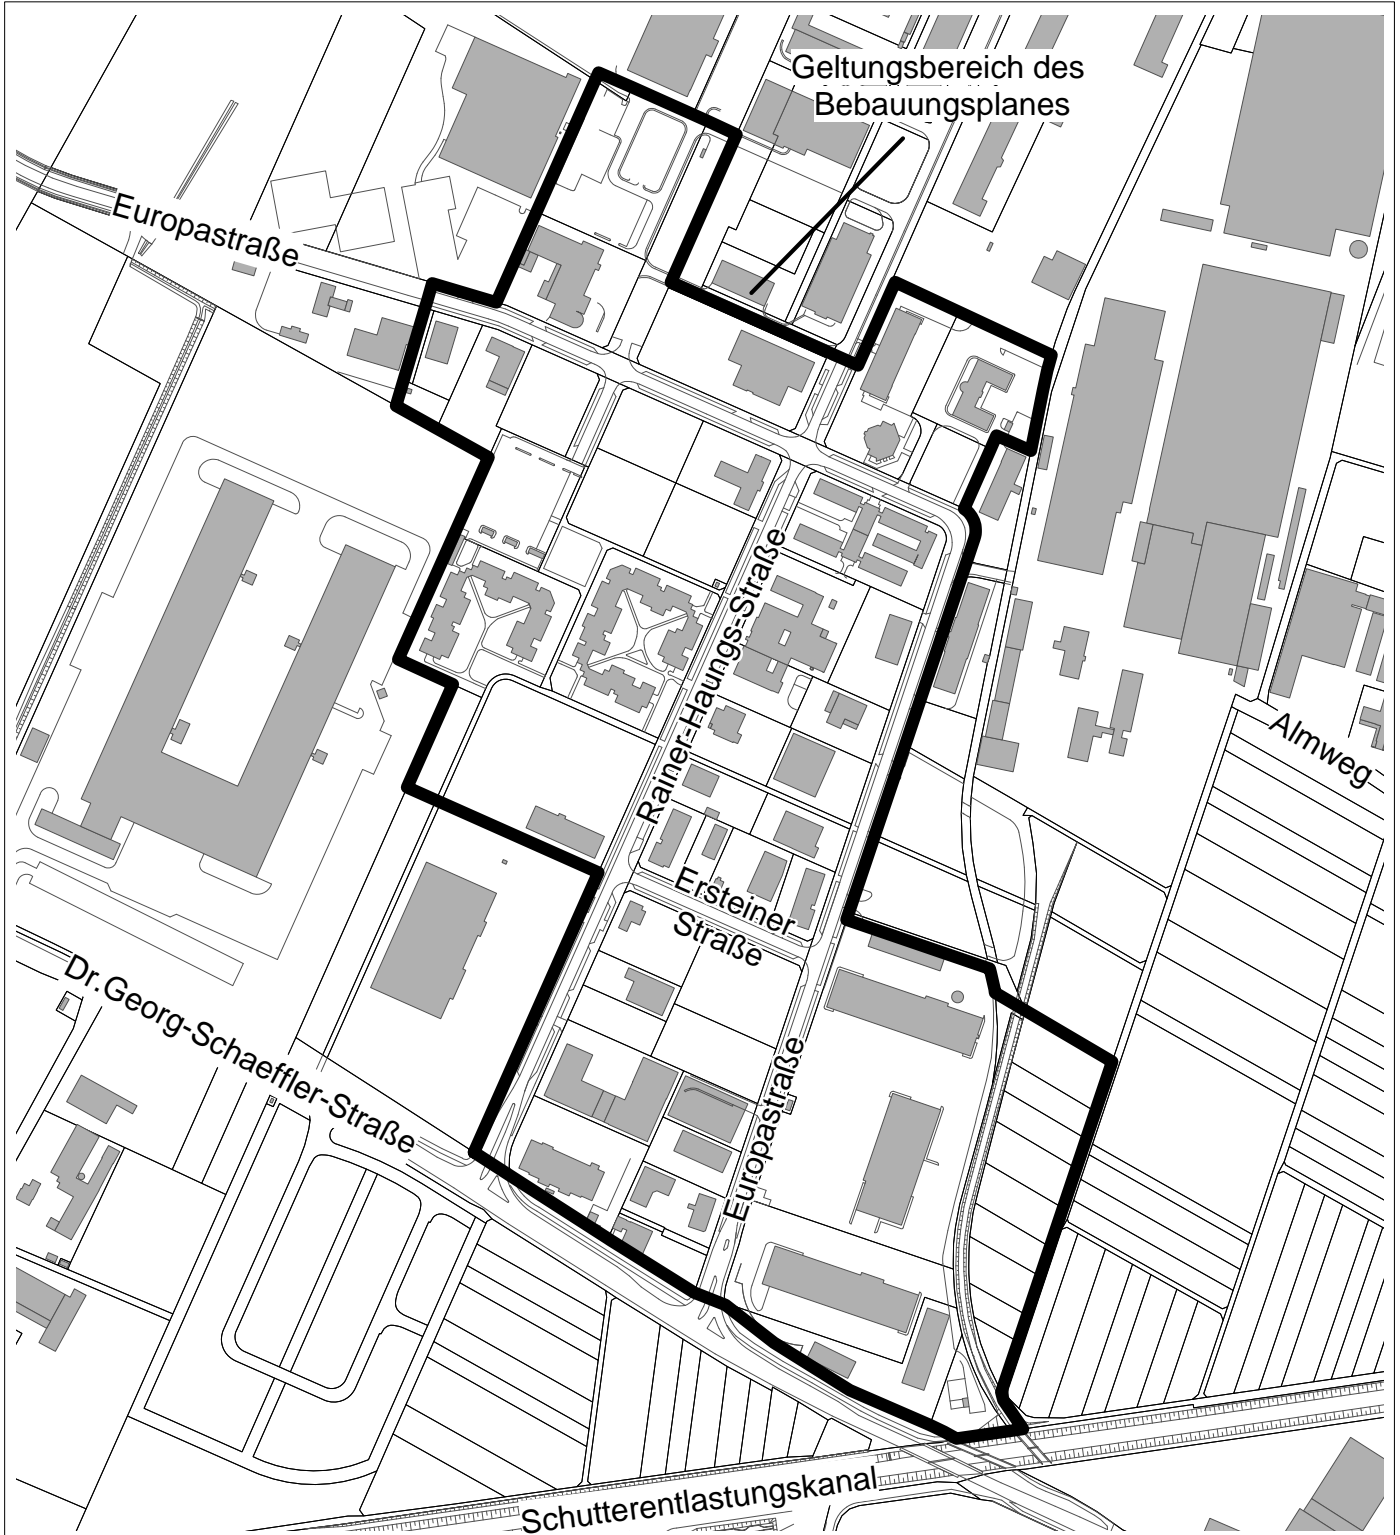 Geltungsbereich des
Bebauungsplanes
Europastraße
Rainer-Haungs-Straße
Almweg
Ersteiner
Straße
Dr.Georg-Schaeffler-Straße
Europastraße
Schutterentlastungskanal